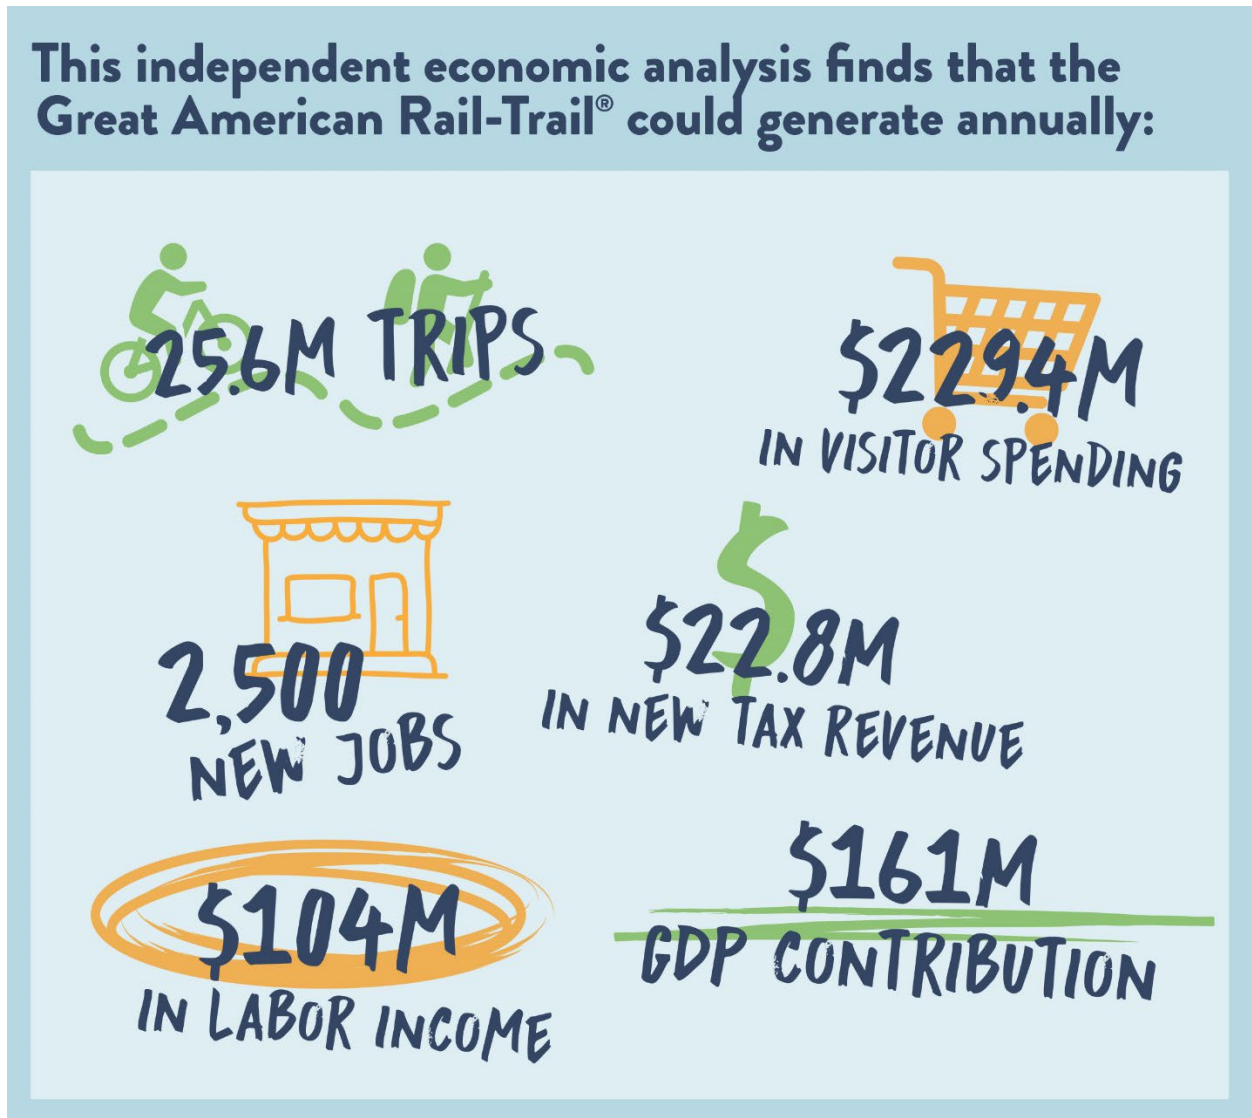 This independent economic analysis finds that the
Great American Rail-Trail® could generate annually:
25.6M TRIPS
$229.4M
IN VISITOR SPENDING
2,500
NEW JOBS
$22.8M
IN NEW TAX REVENUE
$104M
IN LABOR INCOME
$161M
GDP CONTRIBUTION